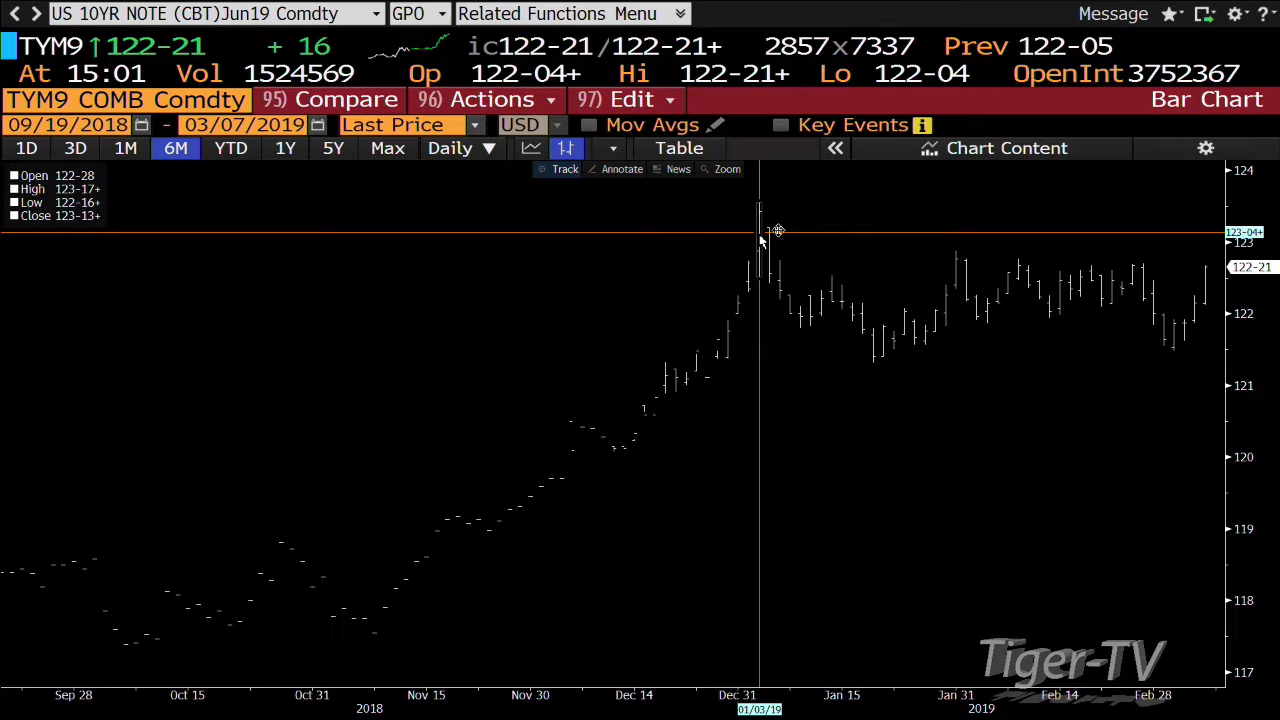 US 10YR NOTE (CBT)Jun19 Comdty GPO Related Functions Menu Message ?
TYM9 ↑122-21 + 16 ic122-21/122-21+ 2857x7337 Prev 122-05
At 15:01 Vol 1524569 Op 122-04+ Hi 122-21+ Lo 122-04 OpenInt 3752367
TYM9 COMB Comdty 95) Compare 96) Actions 97) Edit Bar Chart
09/19/2018 - 03/07/2019 Last Price USD Mov Avgs Key Events i
1D 3D 1M 6M YTD 1Y 5Y Max Daily ▼ Table « Chart Content
Track Annotate News Zoom
Open 122-28
High 123-17+
Low 122-16+
Close 123-13+
124
123-04+
123
122-21
122
121
120
119
118
117
Tiger-TV
Sep 28 Oct 15 Oct 31 Nov 15 Nov 30 Dec 14 Dec 31 Jan 15 Jan 31 Feb 14 Feb 28
2018 01/03/19 2019